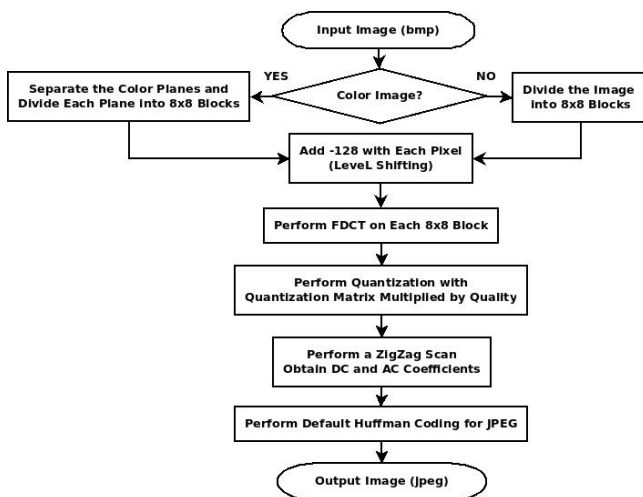 Input Image (bmp)
YES
NO
Separate the Color Planes and
Divide Each Plane into 8x8 Blocks
Color Image?
Divide the Image
into 8x8 Blocks
Add -128 with Each Pixel
(LeveL Shifting)
Perform FDCT on Each 8x8 Block
Perform Quantization with
Quantization Matrix Multiplied by Quality
Perform a ZigZag Scan
Obtain DC and AC Coefficients
Perform Default Huffman Coding for JPEG
Output Image (jpeg)